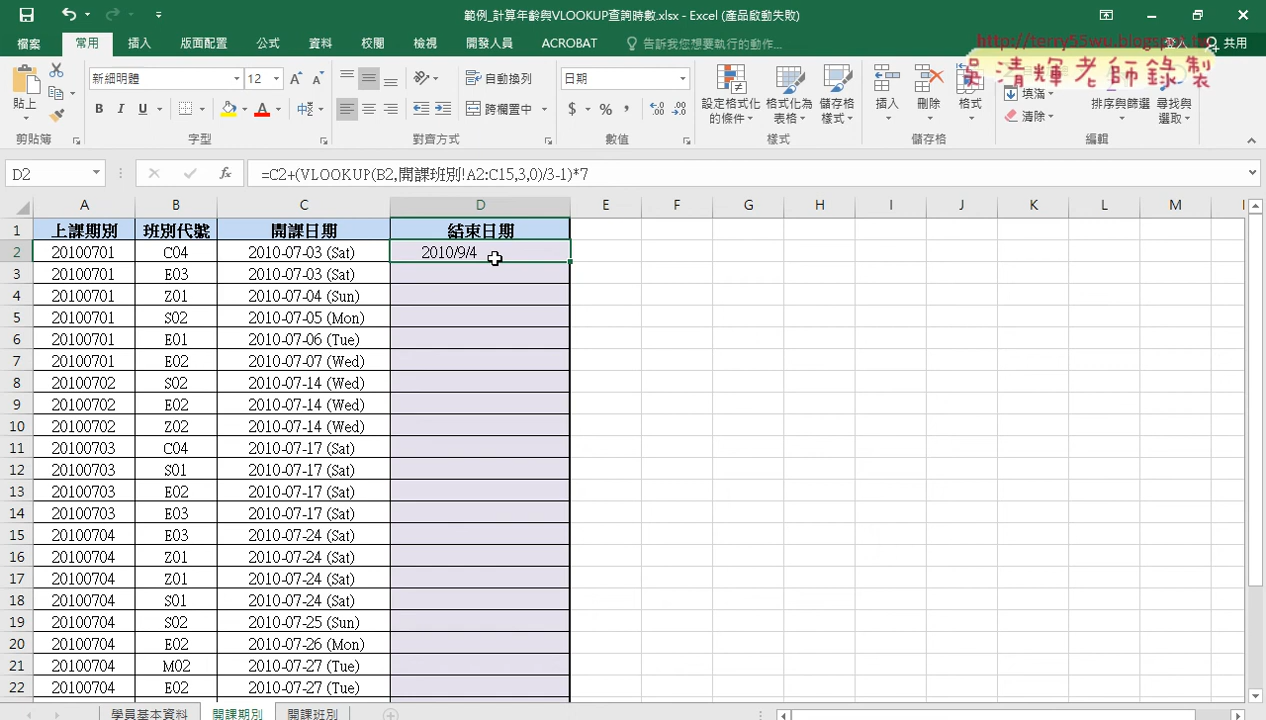 範例_計算年齡與VLOOKUP查詢時數.xlsx - Excel (產品啟動失敗)
檔案 常用 插入 版面配置 公式 資料 校閱 檢視 開發人員 ACROBAT 告訴我您想要執行的動作... 登入 共用
http://terry55wu.blogspot.tw
吳清輝老師錄製
貼上 新細明體 12 自動換列 日期 設定格式化的條件 格式化為表格 儲存格樣式 插入 刪除 格式 填滿 清除 排序與篩選 尋找與選取
B I U 中 跨欄置中 $ % ,
剪貼簿 字型 對齊方式 數值 樣式 儲存格 編輯
D2 fx =C2+(VLOOKUP(B2,開課班別!A2:C15,3,0)/3-1)*7
A B C D E F G H I J K L M
1 上課期別 班別代號 開課日期 結束日期
2 20100701 C04 2010-07-03 (Sat) 2010/9/4
3 20100701 E03 2010-07-03 (Sat)
4 20100701 Z01 2010-07-04 (Sun)
5 20100701 S02 2010-07-05 (Mon)
6 20100701 E01 2010-07-06 (Tue)
7 20100701 E02 2010-07-07 (Wed)
8 20100702 S02 2010-07-14 (Wed)
9 20100702 E02 2010-07-14 (Wed)
10 20100702 Z02 2010-07-14 (Wed)
11 20100703 C04 2010-07-17 (Sat)
12 20100703 S01 2010-07-17 (Sat)
13 20100703 E02 2010-07-17 (Sat)
14 20100703 E03 2010-07-17 (Sat)
15 20100704 E03 2010-07-24 (Sat)
16 20100704 Z01 2010-07-24 (Sat)
17 20100704 Z01 2010-07-24 (Sat)
18 20100704 S01 2010-07-24 (Sat)
19 20100704 S02 2010-07-25 (Sun)
20 20100704 E02 2010-07-26 (Mon)
21 20100704 M02 2010-07-27 (Tue)
22 20100704 E02 2010-07-27 (Tue)
學員基本資料 開課期別 開課班別